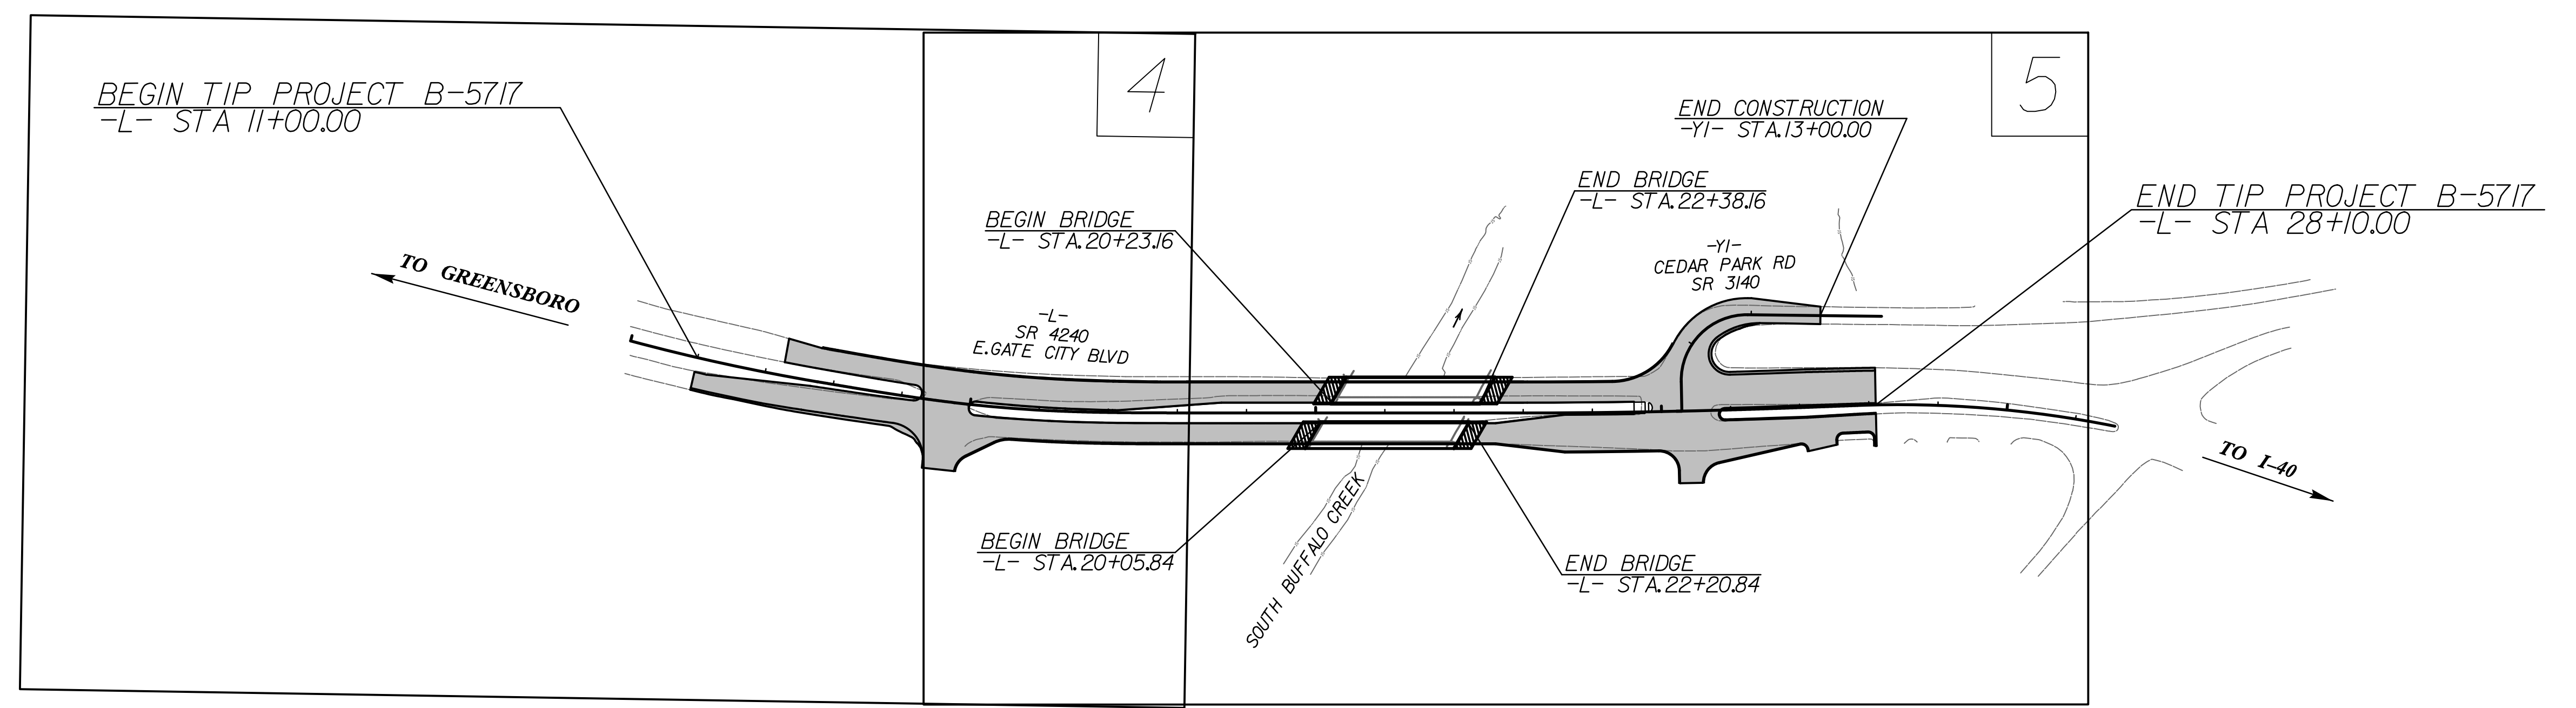 BEGIN TIP PROJECT B-5717
-L- STA 11+00.00
4
5
END CONSTRUCTION
-Y1- STA.13+00.00
END BRIDGE
-L- STA.22+38.16
END TIP PROJECT B-5717
-L- STA 28+10.00
BEGIN BRIDGE
-L- STA.20+23.16
-Y1-
CEDAR PARK RD
SR 3140
TO GREENSBORO
-L-
SR 4240
E.GATE CITY BLVD
TO I-40
SOUTH BUFFALO CREEK
BEGIN BRIDGE
-L- STA.20+05.84
END BRIDGE
-L- STA.22+20.84